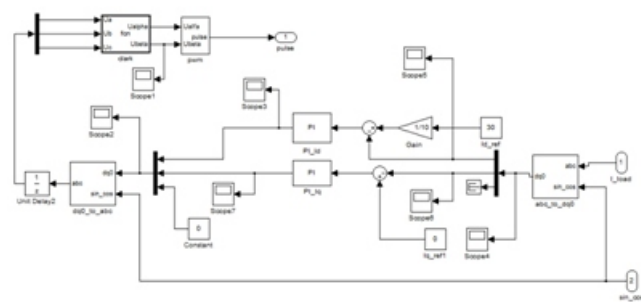 Ua
Ub
Uc
Ualpha
fcn
Ubeta
clark
Ualfa
pulse
Ubeta
pwm
1
pulse
Scope1
Scope5
Scope3
Scope2
PI
PI_Id
1/10
Gain
30
Id_ref
1
I_load
abc
dq0
sin_cos
abc_to_dq0
PI
PI_Iq
1
z
Unit Delay2
abc
dq0
sin_cos
dq0_to_abc
Scope7
0
Constant
Scope6
0
Iq_ref1
Scope4
2